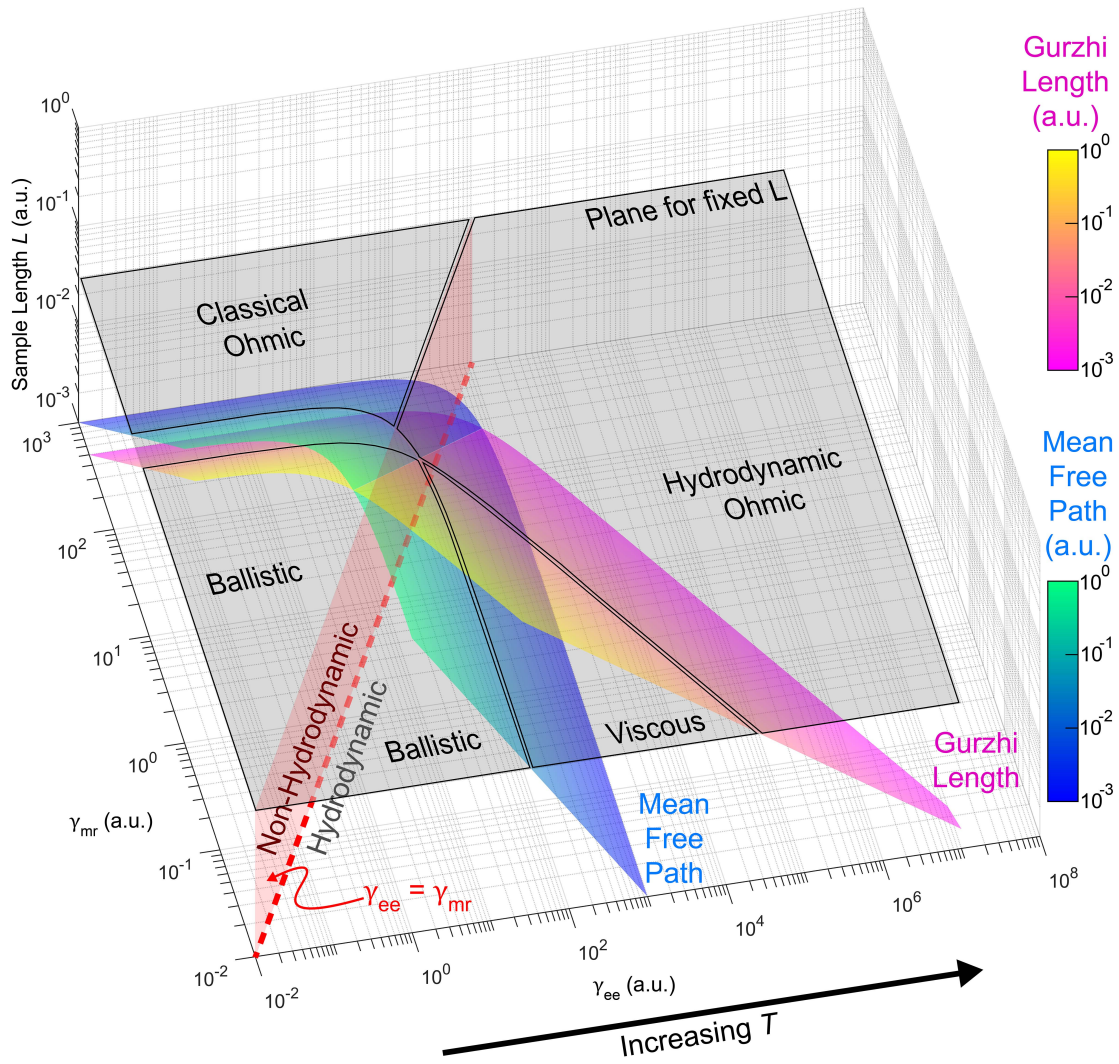 Gurzhi
Length
(a.u.)
10^0
10^-1
10^-2
10^-3
Mean
Free
Path
(a.u.)
10^0
10^-1
10^-2
10^-3
Sample Length L (a.u.)
10^0
10^-1
10^-2
10^-3
Plane for fixed L
Classical
Ohmic
Hydrodynamic
Ohmic
Ballistic
Non-Hydrodynamic
Hydrodynamic
Ballistic
Viscous
Gurzhi
Length
Mean
Free
Path
γee = γmr
γmr (a.u.)
10^3
10^2
10^1
10^0
10^-1
10^-2
10^-2
10^0
10^2
10^4
10^6
10^8
γee (a.u.)
Increasing T